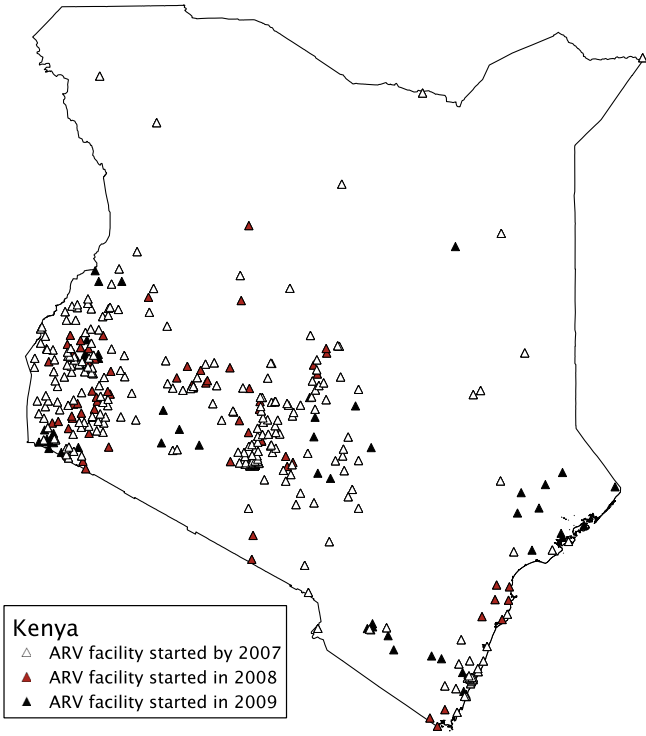 Kenya
ARV facility started by 2007
ARV facility started in 2008
ARV facility started in 2009